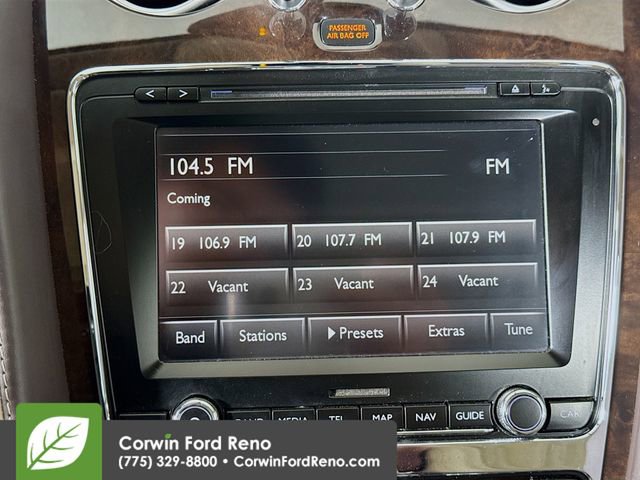 PASSENGER
AIR BAG OFF
< >
104.5 FM FM
Coming
19 106.9 FM 20 107.7 FM 21 107.9 FM
22 Vacant 23 Vacant 24 Vacant
Band Stations Presets Extras Tune
BAND MEDIA TEL MAP NAV GUIDE CAR
Corwin Ford Reno
(775) 329-8800 • CorwinFordReno.com